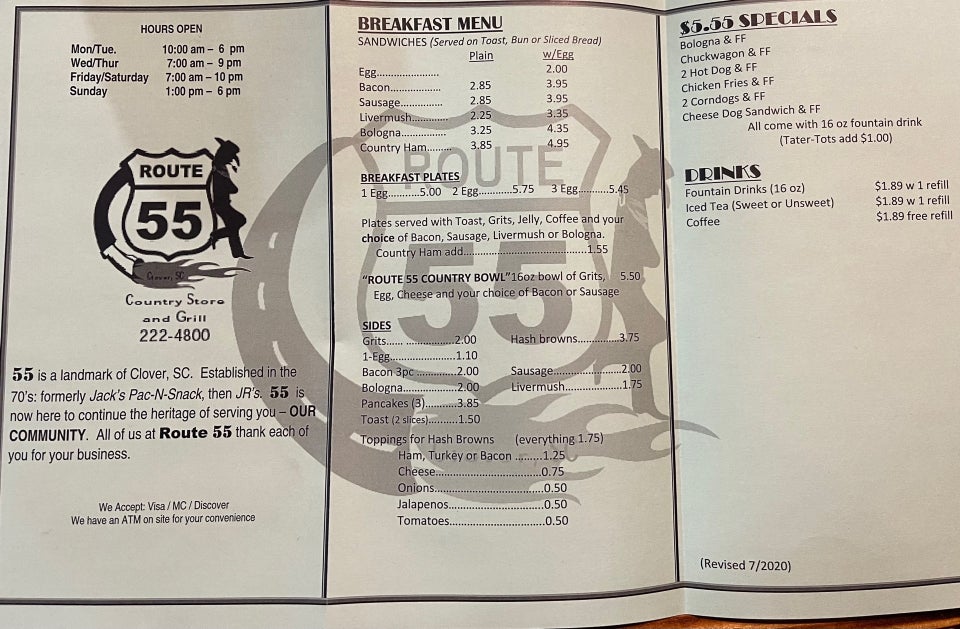 HOURS OPEN
Mon/Tue. 10:00 am – 6 pm
Wed/Thur 7:00 am – 9 pm
Friday/Saturday 7:00 am – 10 pm
Sunday 1:00 pm – 6 pm
ROUTE
55
Clover, SC
Country Store
and Grill
222-4800
55 is a landmark of Clover, SC. Established in the
70's: formerly Jack's Pac-N-Snack, then JR's. 55 is
now here to continue the heritage of serving you – OUR
COMMUNITY. All of us at Route 55 thank each of
you for your business.
We Accept: Visa / MC / Discover
We have an ATM on site for your convenience
BREAKFAST MENU
SANDWICHES (Served on Toast, Bun or Sliced Bread)
Plain w/Egg
Egg...................... 2.00
Bacon................... 2.85 3.95
Sausage................ 2.85 3.95
Livermush............. 2.25 3.35
Bologna................ 3.25 4.35
Country Ham........ 3.85 4.95
BREAKFAST PLATES
1 Egg..........5.00 2 Egg..........5.75 3 Egg..........5.45
Plates served with Toast, Grits, Jelly, Coffee and your
choice of Bacon, Sausage, Livermush or Bologna.
Country Ham add................................1.55
"ROUTE 55 COUNTRY BOWL"16oz bowl of Grits, 5.50
Egg, Cheese and your choice of Bacon or Sausage
SIDES
Grits...... ...............2.00 Hash browns..............3.75
1-Egg......................1.10
Bacon 3pc ............2.00 Sausage....................2.00
Bologna.................2.00 Livermush................1.75
Pancakes (3)..........3.85
Toast (2 slices).......1.50
Toppings for Hash Browns (everything 1.75)
Ham, Turkey or Bacon .........1.25
Cheese..................................0.75
Onions...................................0.50
Jalapenos...............................0.50
Tomatoes...............................0.50
ROUTE
55
$5.55 SPECIALS
Bologna & FF
Chuckwagon & FF
2 Hot Dog & FF
Chicken Fries & FF
2 Corndogs & FF
Cheese Dog Sandwich & FF
All come with 16 oz fountain drink
(Tater-Tots add $1.00)
DRINKS
Fountain Drinks (16 oz) $1.89 w 1 refill
Iced Tea (Sweet or Unsweet) $1.89 w 1 refill
Coffee $1.89 free refill
(Revised 7/2020)